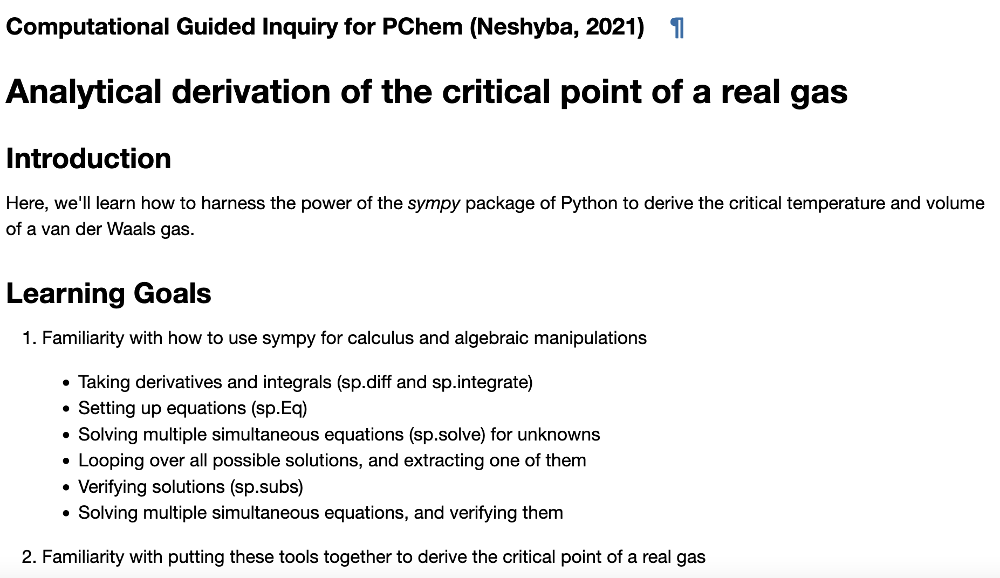 Computational Guided Inquiry for PChem (Neshyba, 2021) ¶
Analytical derivation of the critical point of a real gas
Introduction
Here, we'll learn how to harness the power of the sympy package of Python to derive the critical temperature and volume
of a van der Waals gas.
Learning Goals
1. Familiarity with how to use sympy for calculus and algebraic manipulations
• Taking derivatives and integrals (sp.diff and sp.integrate)
• Setting up equations (sp.Eq)
• Solving multiple simultaneous equations (sp.solve) for unknowns
• Looping over all possible solutions, and extracting one of them
• Verifying solutions (sp.subs)
• Solving multiple simultaneous equations, and verifying them
2. Familiarity with putting these tools together to derive the critical point of a real gas